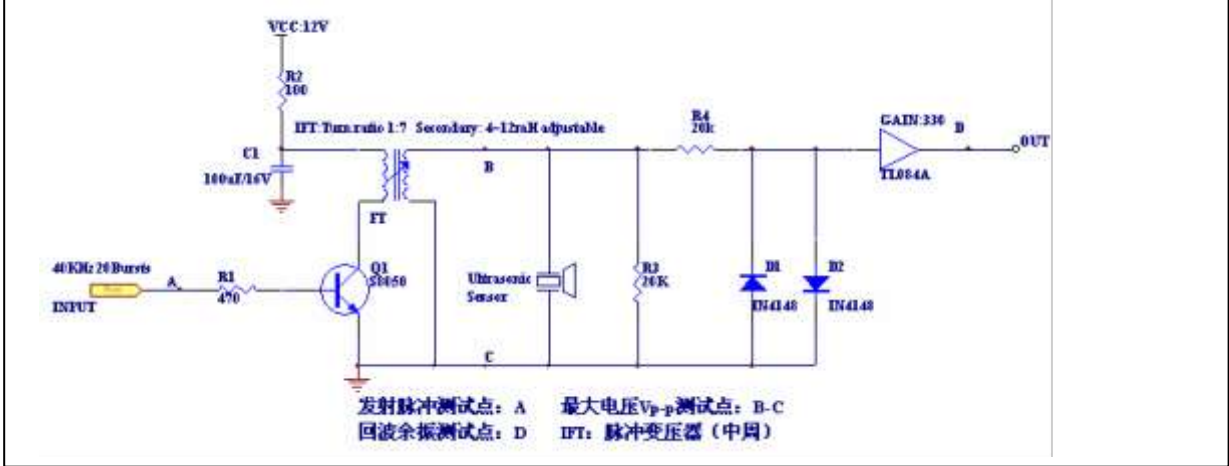 VCC:12V
R2
100
IFT:Turn ratio 1:7 Secondary: 4~12mH adjustable
R4
20k
GAIN:330
D
OUT
C1
100uF/16V
B
TL084A
FT
40KHz 20Bursts
A
R1
470
INPUT
Q1
S8050
Ultrasonic
Sensor
R3
20K
D1
D2
IN4148
IN4148
C
发射脉冲测试点：A 最大电压Vp-p测试点：B-C
回波余振测试点：D IFT：脉冲变压器（中周）